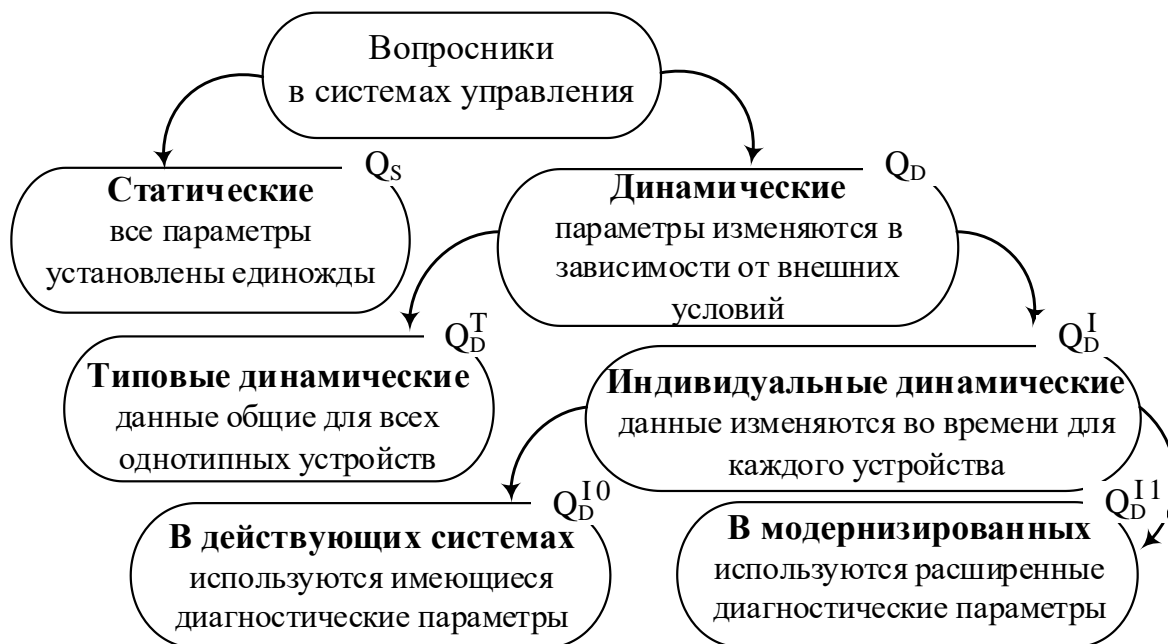 Вопросники
в системах управления
Q_S
Статические
все параметры
установлены единожды
Q_D
Динамические
параметры изменяются в
зависимости от внешних
условий
Q_D^T
Типовые динамические
данные общие для всех
однотипных устройств
Q_D^I
Индивидуальные динамические
данные изменяются во времени для
каждого устройства
Q_D^I0
В действующих системах
используются имеющиеся
диагностические параметры
Q_D^I1
В модернизированных
используются расширенные
диагностические параметры